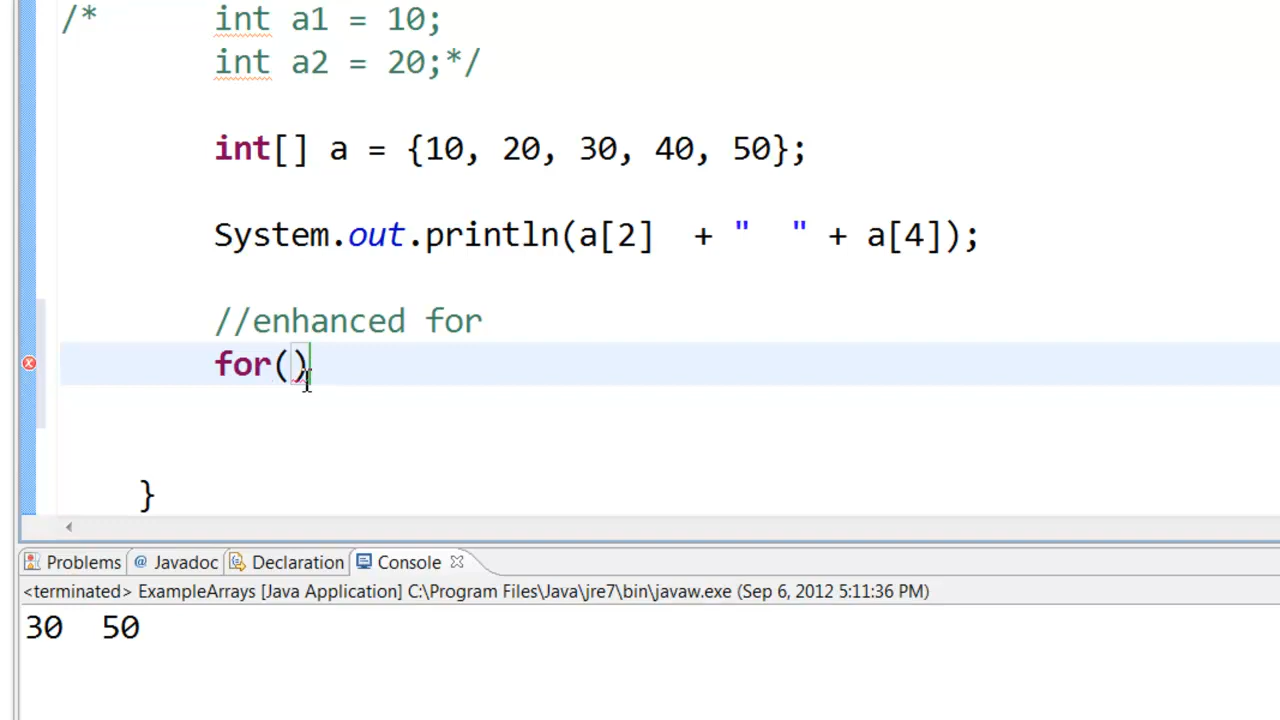 /*      int a1 = 10;
        int a2 = 20;*/
        int[] a = {10, 20, 30, 40, 50};
        System.out.println(a[2]  + "  " + a[4]);
        //enhanced for
        for()
    }
Problems @ Javadoc Declaration Console
<terminated> ExampleArrays [Java Application] C:\Program Files\Java\jre7\bin\javaw.exe (Sep 6, 2012 5:11:36 PM)
30  50